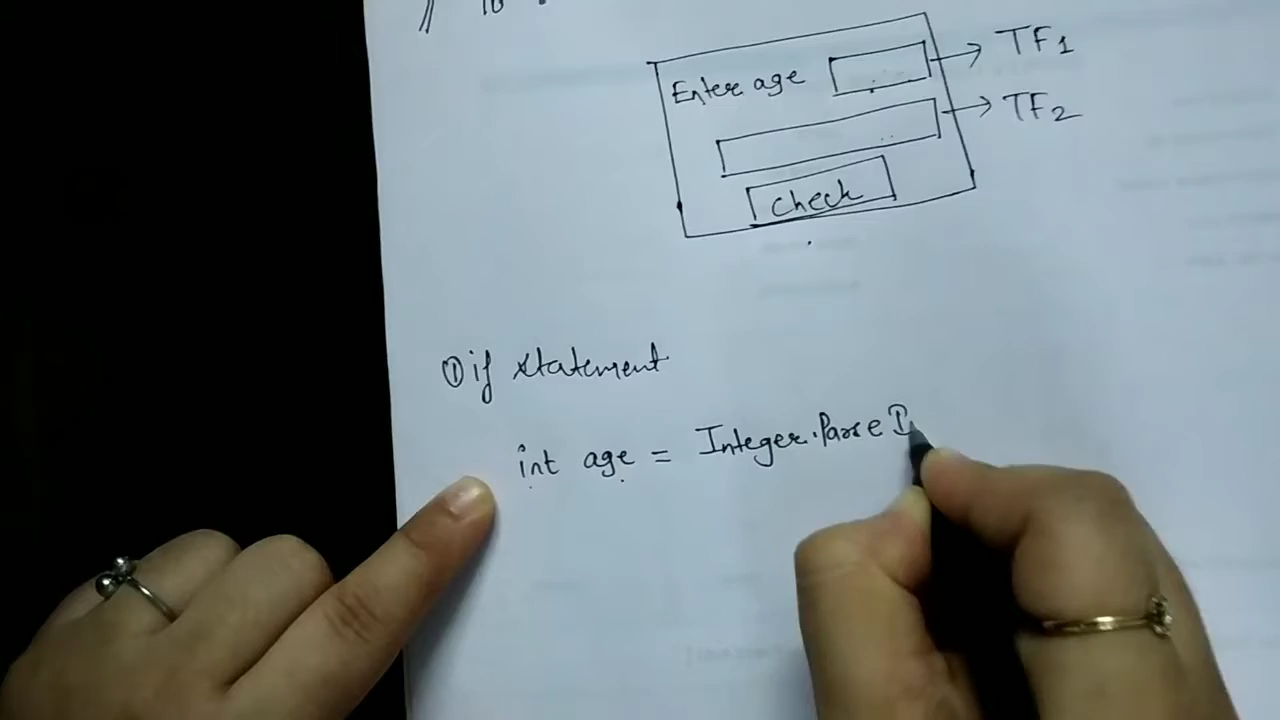 Enter age
TF1
TF2
check
① if statement
int age = Integer.Parse I